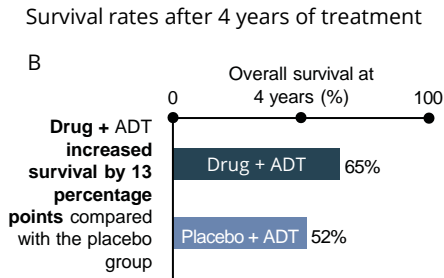 Survival rates after 4 years of treatment
B
Overall survival at
4 years (%)
0
100
Drug + ADT
increased
survival by 13
percentage
points compared
with the placebo
group
Drug + ADT
65%
Placebo + ADT
52%